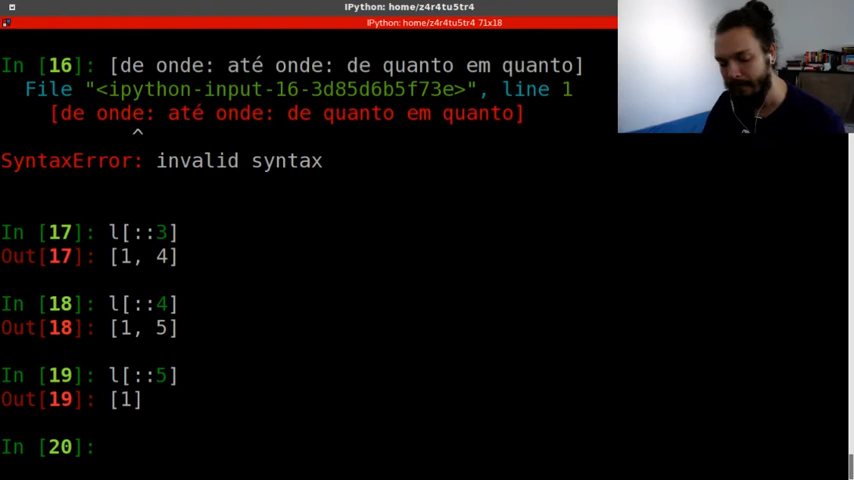 IPython: home/z4r4tu5tr4
IPython: home/z4r4tu5tr4 71x18
In [16]: [de onde: até onde: de quanto em quanto]
File "<ipython-input-16-3d85d6b5f73e>", line 1
[de onde: até onde: de quanto em quanto]
^
SyntaxError: invalid syntax
In [17]: l[::3]
Out[17]: [1, 4]
In [18]: l[::4]
Out[18]: [1, 5]
In [19]: l[::5]
Out[19]: [1]
In [20]: